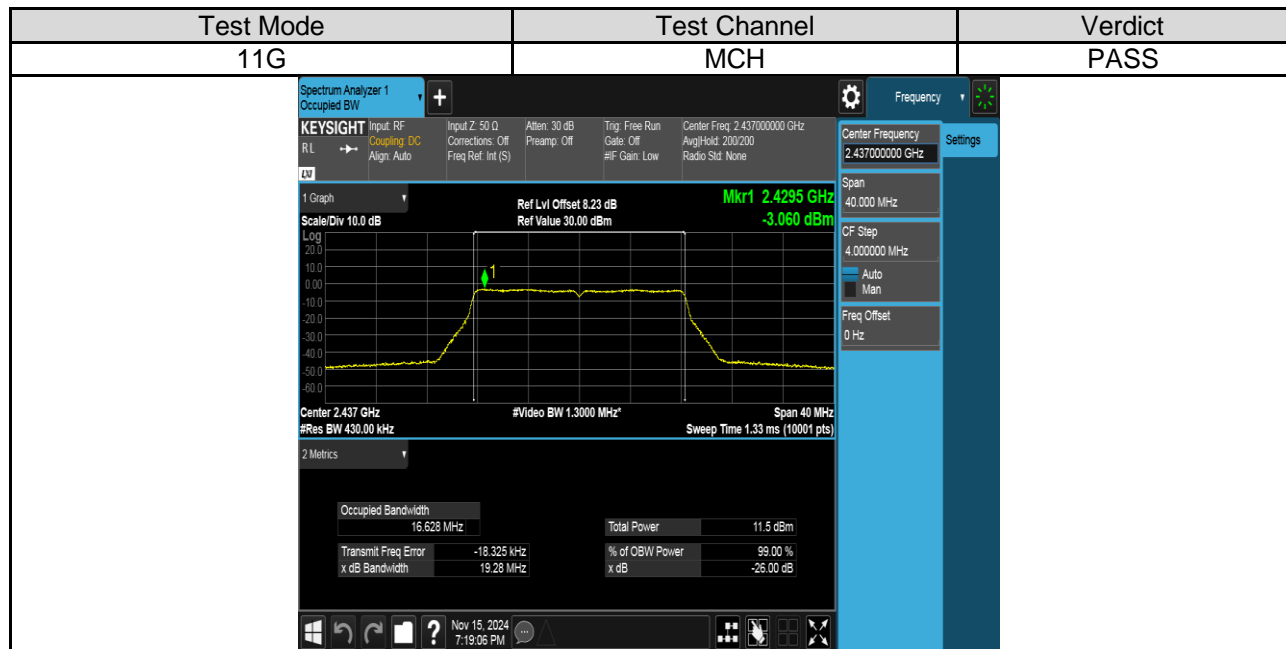 Test Mode Test Channel Verdict
11G MCH PASS
Spectrum Analyzer 1
Occupied BW
+
Frequency
KEYSIGHT Input: RF Input Z: 50 Ω Atten: 30 dB Trig: Free Run Center Freq: 2.437000000 GHz
RL Coupling: DC Corrections: Off Preamp: Off Gate: Off Avg|Hold: 200/200
Align: Auto Freq Ref: Int (S) #IF Gain: Low Radio Std: None
LXI
Center Frequency
2.437000000 GHz
Settings
Span
40.000 MHz
CF Step
4.000000 MHz
Auto
Man
Freq Offset
0 Hz
1 Graph Ref Lvl Offset 8.23 dB Mkr1 2.4295 GHz
Scale/Div 10.0 dB Ref Value 30.00 dBm -3.060 dBm
Log
20.0
10.0
1
0.00
-10.0
-20.0
-30.0
-40.0
-50.0
-60.0
Center 2.437 GHz #Video BW 1.3000 MHz* Span 40 MHz
#Res BW 430.00 kHz Sweep Time 1.33 ms (10001 pts)
2 Metrics
Occupied Bandwidth
16.628 MHz Total Power 11.5 dBm
Transmit Freq Error -18.325 kHz % of OBW Power 99.00 %
x dB Bandwidth 19.28 MHz x dB -26.00 dB
? Nov 15, 2024
7:19:06 PM